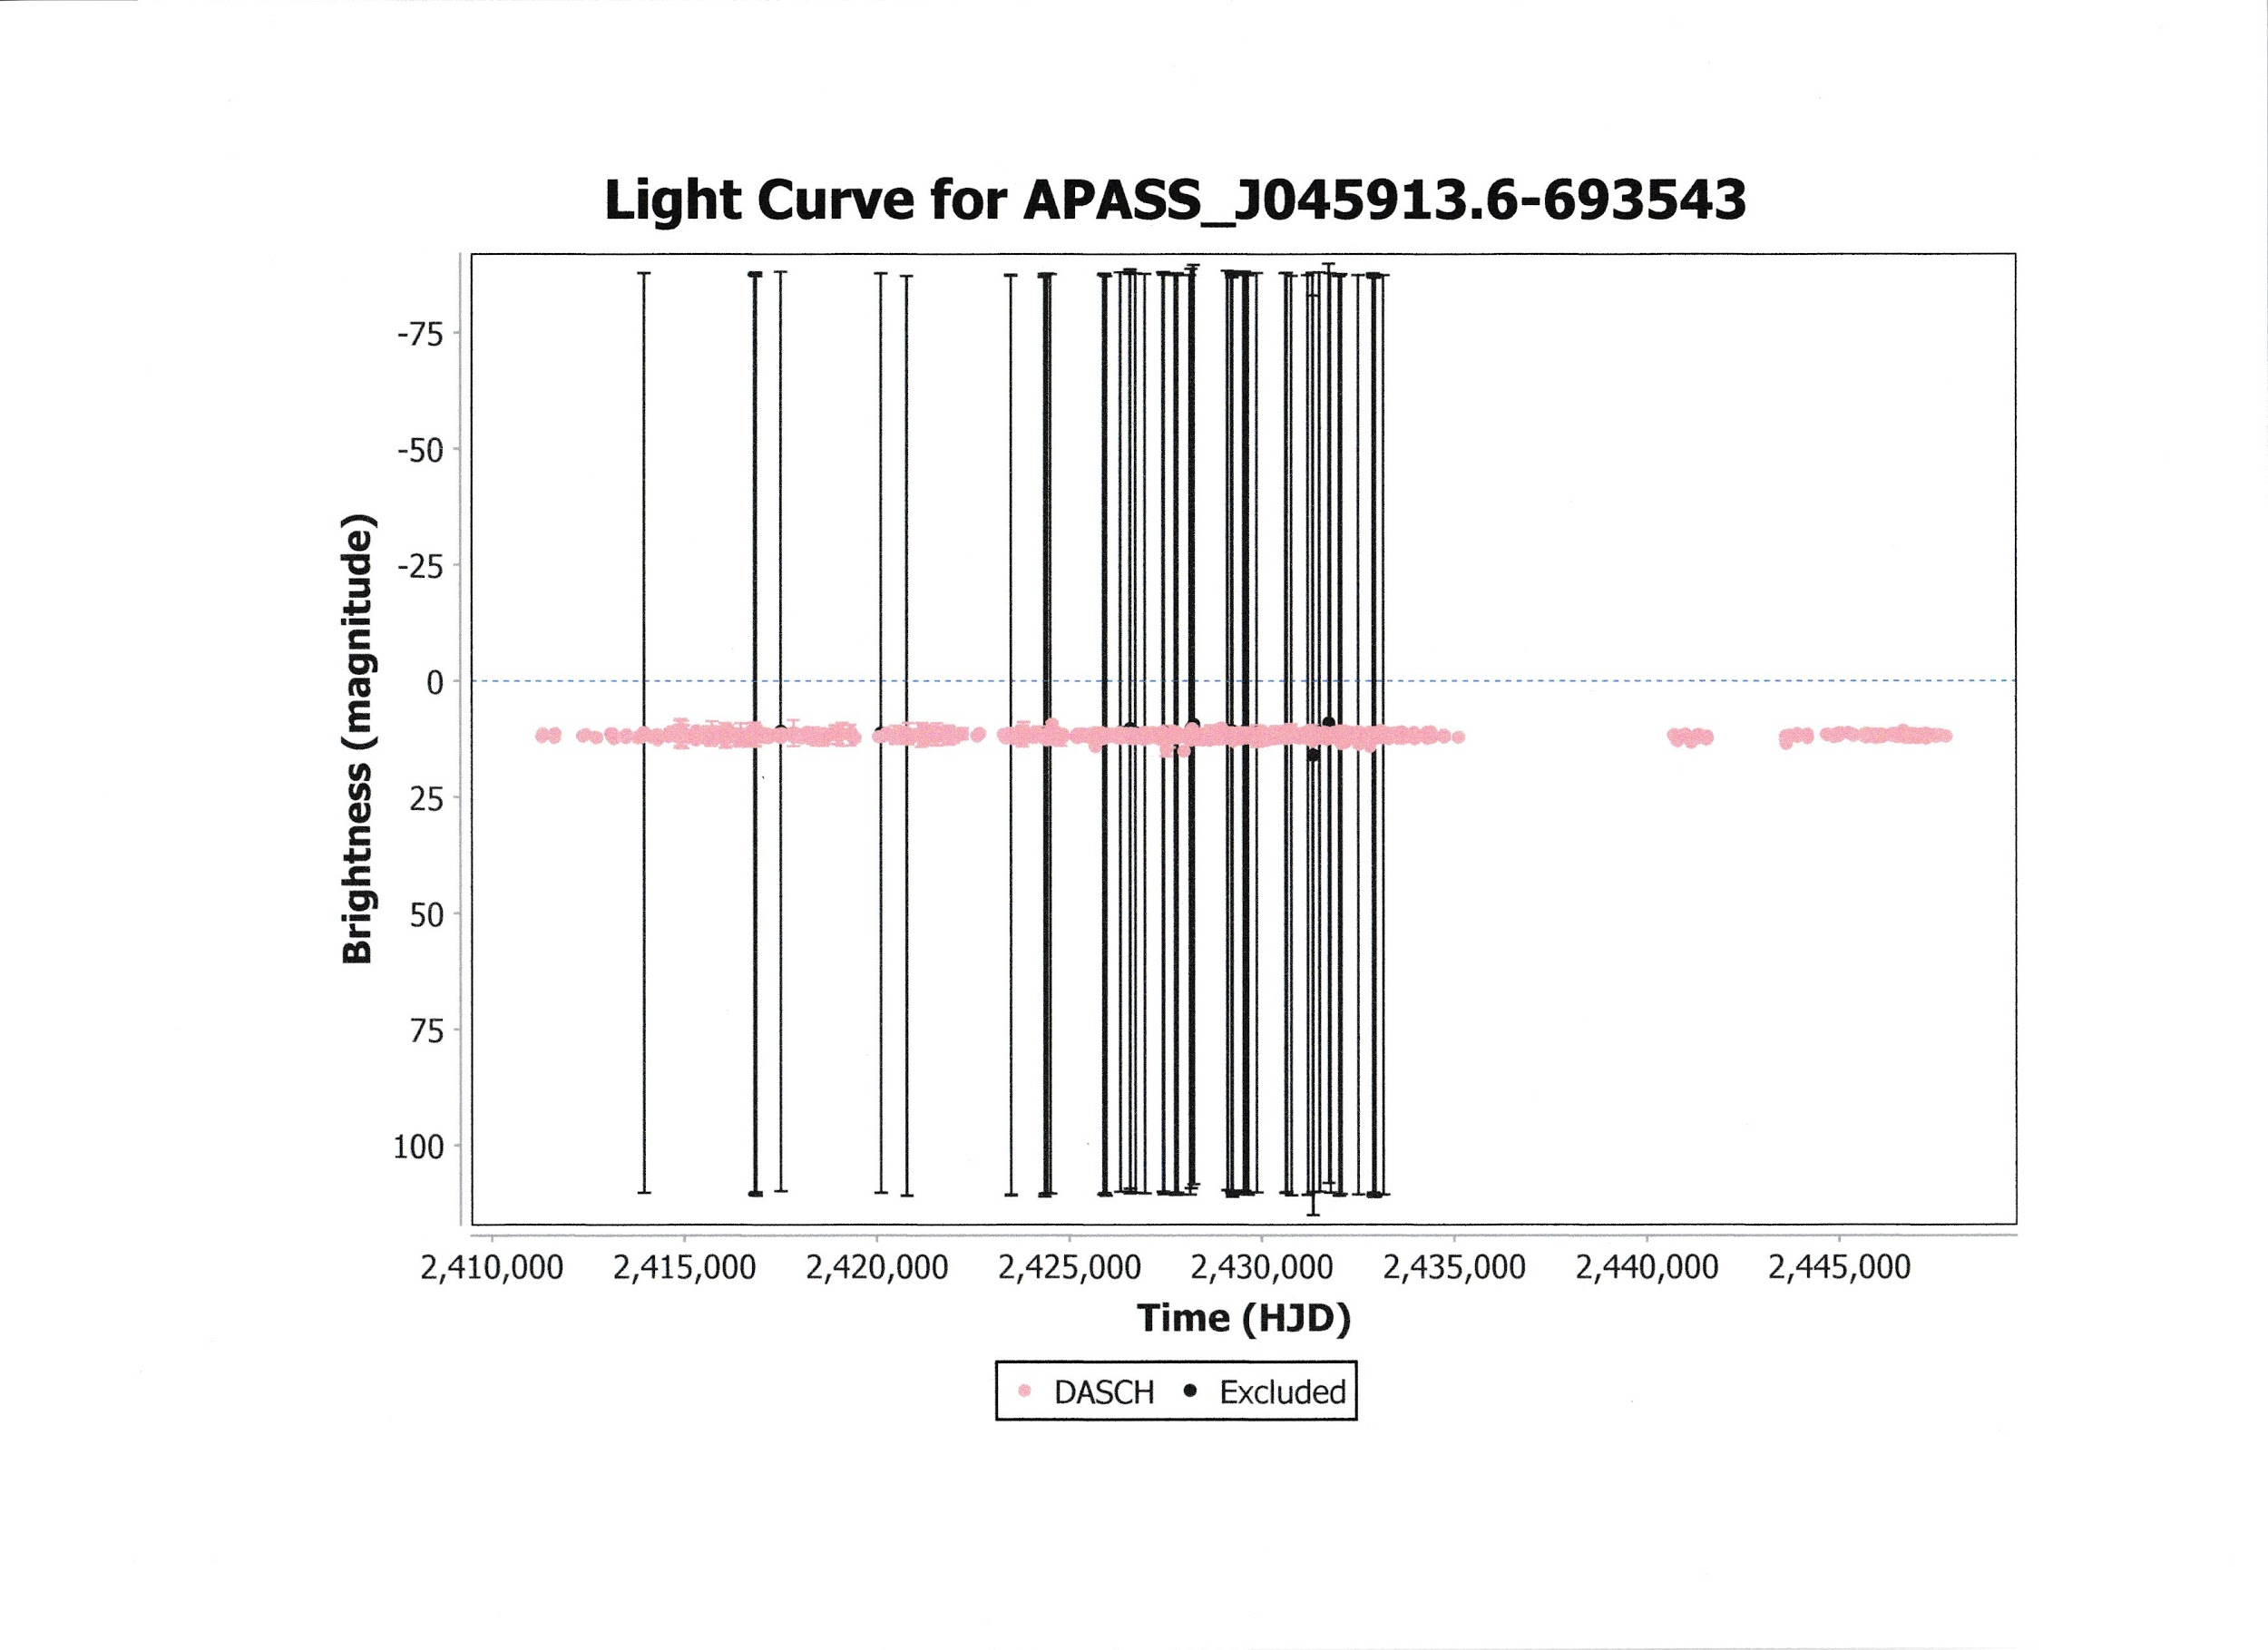 Light Curve for APASS_J045913.6-693543
Brightness (magnitude)
-75
-50
-25
0
25
50
75
100
2,410,000 2,415,000 2,420,000 2,425,000 2,430,000 2,435,000 2,440,000 2,445,000
Time (HJD)
DASCH Excluded